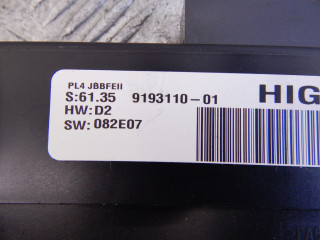 PL4 JBBFEII
S:61.35 9193110-01 HIG
HW:D2
SW: 082E07